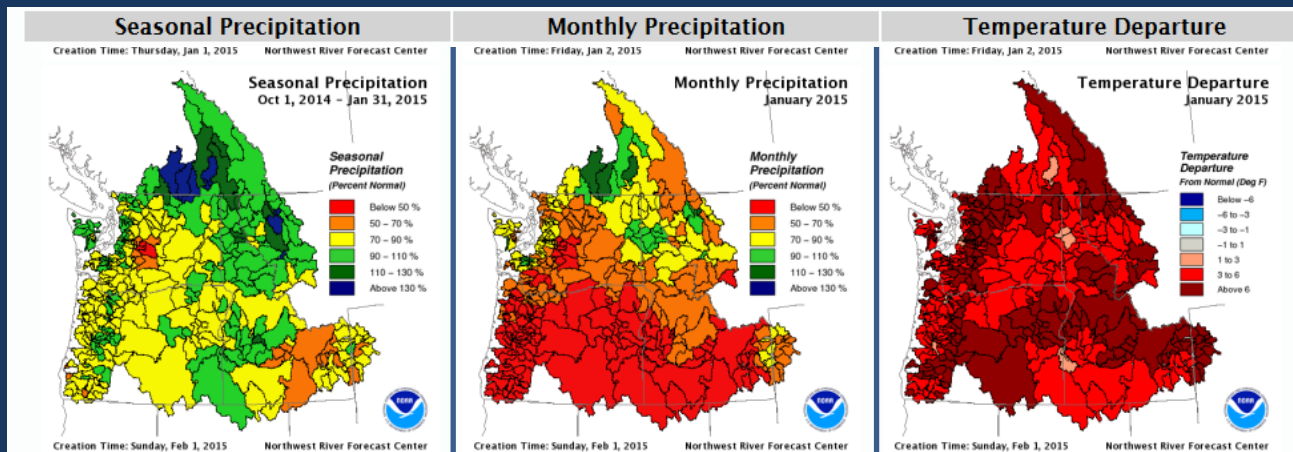 Seasonal Precipitation
Creation Time: Thursday, Jan 1, 2015 Northwest River Forecast Center
Seasonal Precipitation
Oct 1, 2014 – Jan 31, 2015
Seasonal
Precipitation
(Percent Normal)
Below 50 %
50 – 70 %
70 – 90 %
90 – 110 %
110 – 130 %
Above 130 %
NOAA
Creation Time: Sunday, Feb 1, 2015 Northwest River Forecast Center
Monthly Precipitation
Creation Time: Friday, Jan 2, 2015 Northwest River Forecast Center
Monthly Precipitation
January 2015
Monthly
Precipitation
(Percent Normal)
Below 50 %
50 – 70 %
70 – 90 %
90 – 110 %
110 – 130 %
Above 130 %
NOAA
Creation Time: Sunday, Feb 1, 2015 Northwest River Forecast Center
Temperature Departure
Creation Time: Friday, Jan 2, 2015 Northwest River Forecast Center
Temperature Departure
January 2015
Temperature
Departure
From Normal (Deg F)
Below –6
–6 to –3
–3 to –1
–1 to 1
1 to 3
3 to 6
Above 6
NOAA
Creation Time: Sunday, Feb 1, 2015 Northwest River Forecast Center